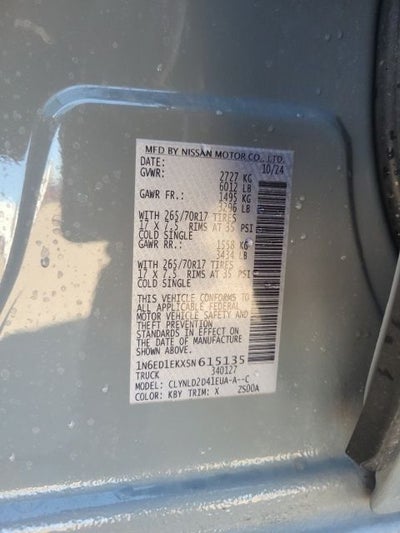 MFD BY NISSAN MOTOR CO., LTD.
DATE: 10/24
GVWR: 2727 KG
6012 LB
GAWR FR.: 1495 KG
3296 LB
WITH 265/70R17 TIRES
17 X 7.5 RIMS AT 35 PSI
COLD SINGLE
GAWR RR.: 1558 KG
3434 LB
WITH 265/70R17 TIRES
17 X 7.5 RIMS AT 35 PSI
COLD SINGLE
THIS VEHICLE CONFORMS TO
ALL APPLICABLE FEDERAL
MOTOR VEHICLE SAFETY AND
THEFT PREVENTION
STANDARDS IN EFFECT ON
THE DATE OF MANUFACTURE
SHOWN ABOVE.
1N6ED1EKXSN615135
TRUCK 340127
MODEL: CLYNLD2D41EUA-A--C
COLOR: KBY TRIM: X ZSD0A